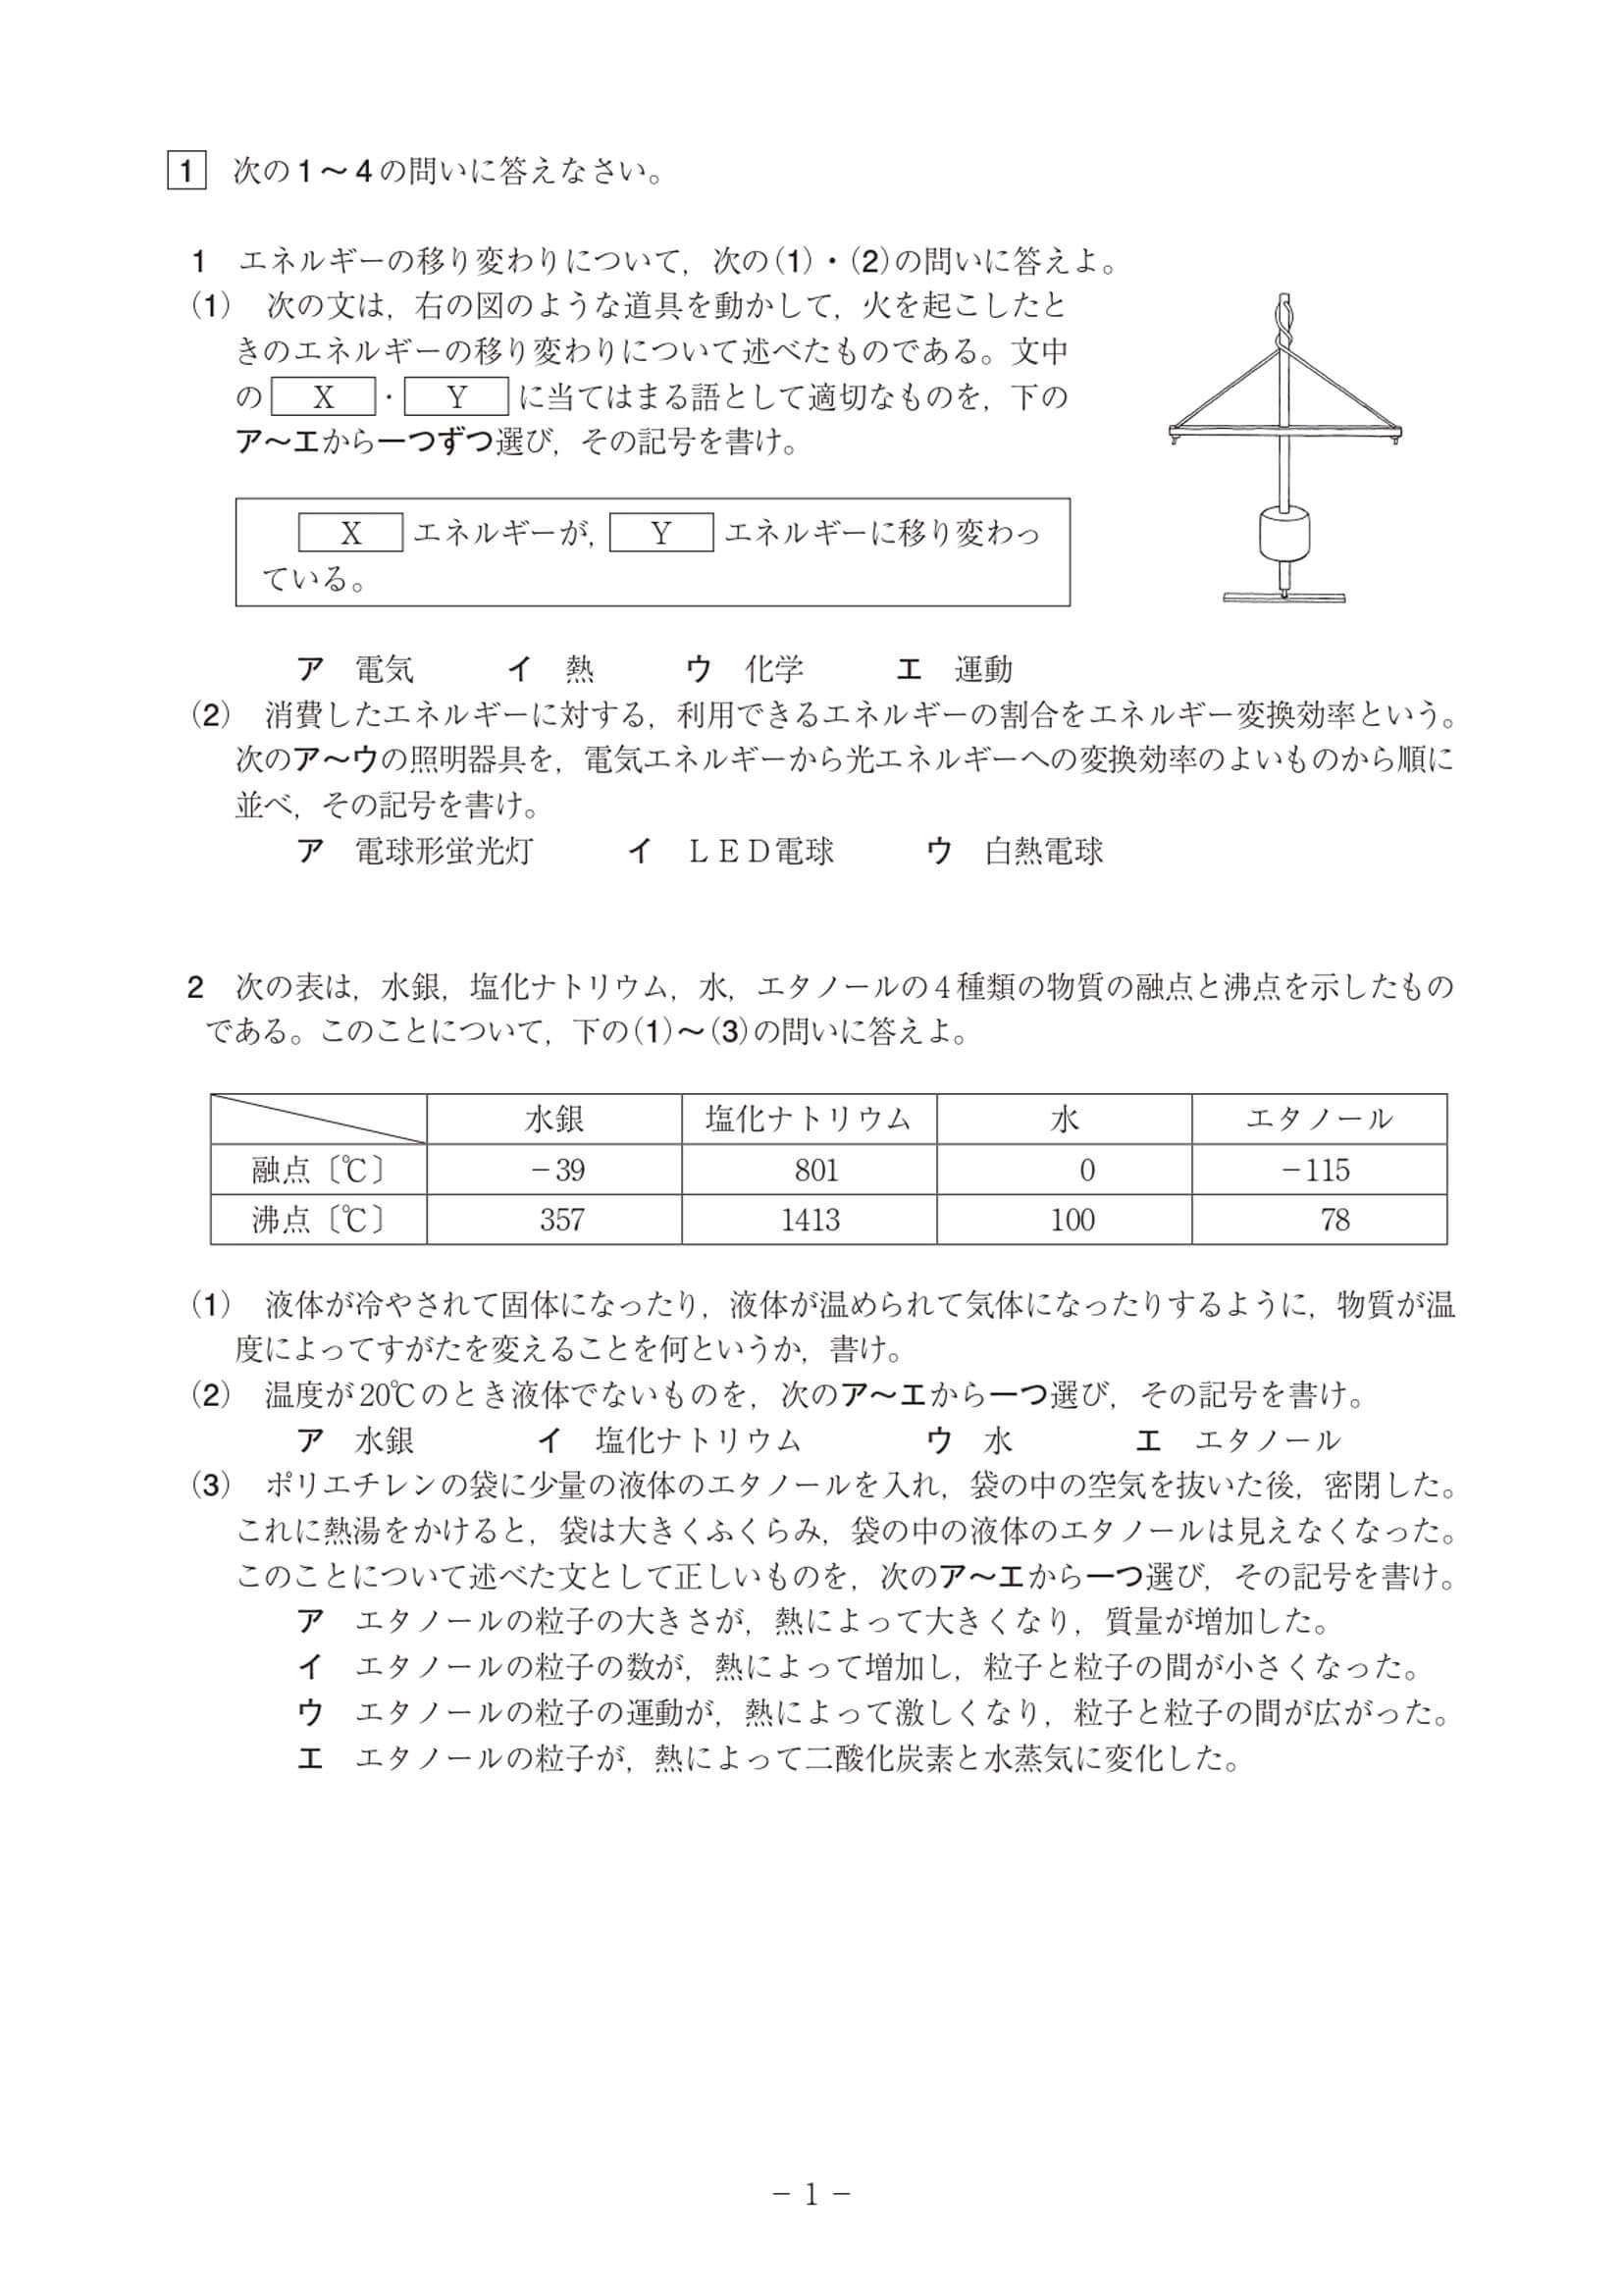 1 次の1～4の問いに答えなさい。
1 エネルギーの移り変わりについて，次の(1)・(2)の問いに答えよ。
(1) 次の文は，右の図のような道具を動かして，火を起こしたと
きのエネルギーの移り変わりについて述べたものである。文中
の X ・ Y に当てはまる語として適切なものを，下の
ア～エから一つずつ選び，その記号を書け。
X エネルギーが， Y エネルギーに移り変わっ
ている。
ア 電気 イ 熱 ウ 化学 エ 運動
(2) 消費したエネルギーに対する，利用できるエネルギーの割合をエネルギー変換効率という。
次のア～ウの照明器具を，電気エネルギーから光エネルギーへの変換効率のよいものから順に
並べ，その記号を書け。
ア 電球形蛍光灯 イ ＬＥＤ電球 ウ 白熱電球
2 次の表は，水銀，塩化ナトリウム，水，エタノールの4種類の物質の融点と沸点を示したもの
である。このことについて，下の(1)～(3)の問いに答えよ。
水銀 塩化ナトリウム 水 エタノール
融点〔℃〕 －39 801 0 －115
沸点〔℃〕 357 1413 100 78
(1) 液体が冷やされて固体になったり，液体が温められて気体になったりするように，物質が温
度によってすがたを変えることを何というか，書け。
(2) 温度が20℃のとき液体でないものを，次のア～エから一つ選び，その記号を書け。
ア 水銀 イ 塩化ナトリウム ウ 水 エ エタノール
(3) ポリエチレンの袋に少量の液体のエタノールを入れ，袋の中の空気を抜いた後，密閉した。
これに熱湯をかけると，袋は大きくふくらみ，袋の中の液体のエタノールは見えなくなった。
このことについて述べた文として正しいものを，次のア～エから一つ選び，その記号を書け。
ア エタノールの粒子の大きさが，熱によって大きくなり，質量が増加した。
イ エタノールの粒子の数が，熱によって増加し，粒子と粒子の間が小さくなった。
ウ エタノールの粒子の運動が，熱によって激しくなり，粒子と粒子の間が広がった。
エ エタノールの粒子が，熱によって二酸化炭素と水蒸気に変化した。
－ 1 －